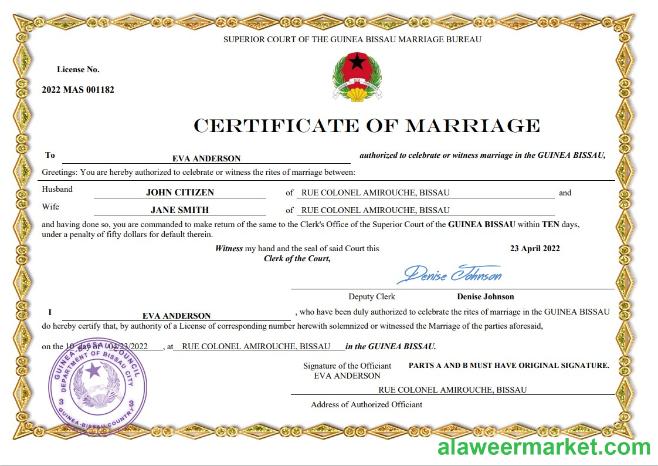 SUPERIOR COURT OF THE GUINEA BISSAU MARRIAGE BUREAU
License No.
2022 MAS 001182
CERTIFICATE OF MARRIAGE
To EVA ANDERSON authorized to celebrate or witness marriage in the GUINEA BISSAU,
Greetings: You are hereby authorized to celebrate or witness the rites of marriage between:
Husband JOHN CITIZEN of RUE COLONEL AMIROUCHE, BISSAU and
Wife JANE SMITH of RUE COLONEL AMIROUCHE, BISSAU
and having done so, you are commanded to make return of the same to the Clerk's Office of the Superior Court of the GUINEA BISSAU within TEN days,
under a penalty of fifty dollars for default therein.
Witness my hand and the seal of said Court this 23 April 2022
Clerk of the Court,
Denise Johnson
Deputy Clerk Denise Johnson
I EVA ANDERSON , who have been duly authorized to celebrate the rites of marriage in the GUINEA BISSAU
do hereby certify that, by authority of a License of corresponding number herewith solemnized or witnessed the Marriage of the parties aforesaid,
on the day of /2022 , at RUE COLONEL AMIROUCHE, BISSAU in the GUINEA BISSAU.
GUINEA-BISSAU COUNCIL
DEPARTMENT OF BISSAU CITY
3 3
GUINEA-BISSAU COUNTRY
Signature of the Officiant PARTS A AND B MUST HAVE ORIGINAL SIGNATURE.
EVA ANDERSON
RUE COLONEL AMIROUCHE, BISSAU
Address of Authorized Officiant
alaweermarket.com